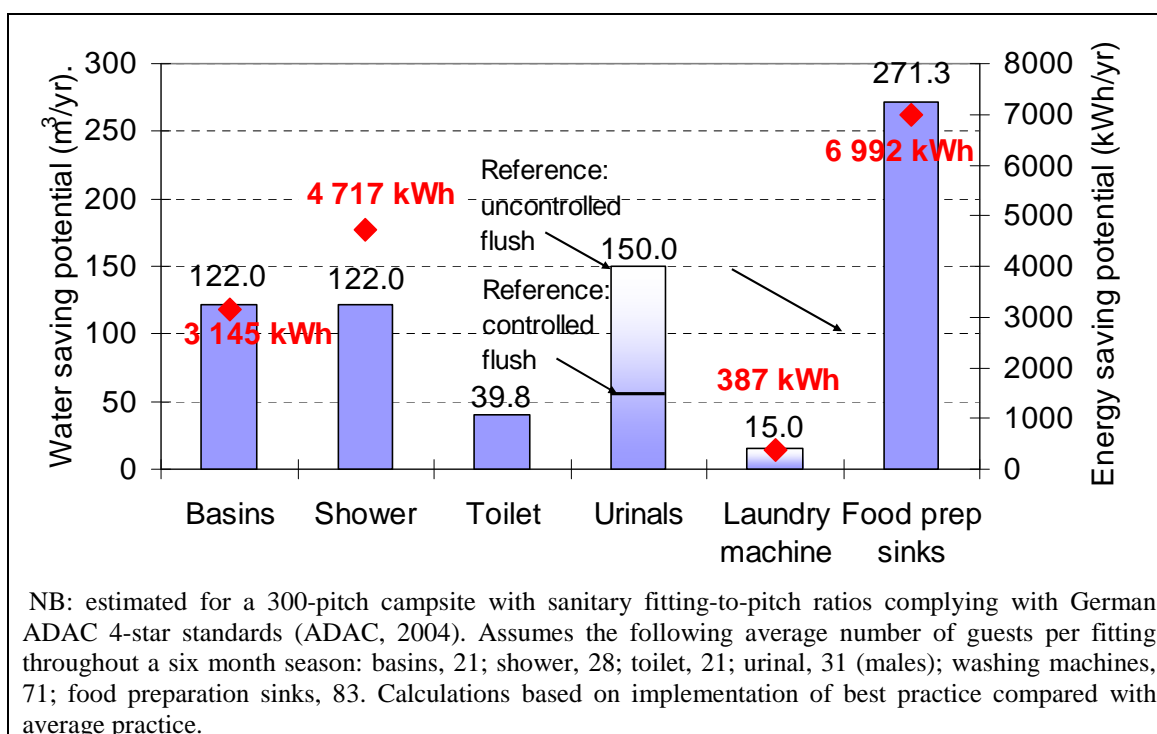 Water saving potential (m³/yr).
300
250
200
150
100
50
0
122.0
3 145 kWh
4 717 kWh
122.0
39.8
Reference:
uncontrolled
flush
150.0
Reference:
controlled
flush
387 kWh
15.0
271.3
6 992 kWh
8000
7000
6000
5000
4000
3000
2000
1000
0
Energy saving potential (kWh/yr)
Basins
Shower
Toilet
Urinals
Laundry
machine
Food prep
sinks
NB: estimated for a 300-pitch campsite with sanitary fitting-to-pitch ratios complying with German
ADAC 4-star standards (ADAC, 2004). Assumes the following average number of guests per fitting
throughout a six month season: basins, 21; shower, 28; toilet, 21; urinal, 31 (males); washing machines,
71; food preparation sinks, 83. Calculations based on implementation of best practice compared with
average practice.